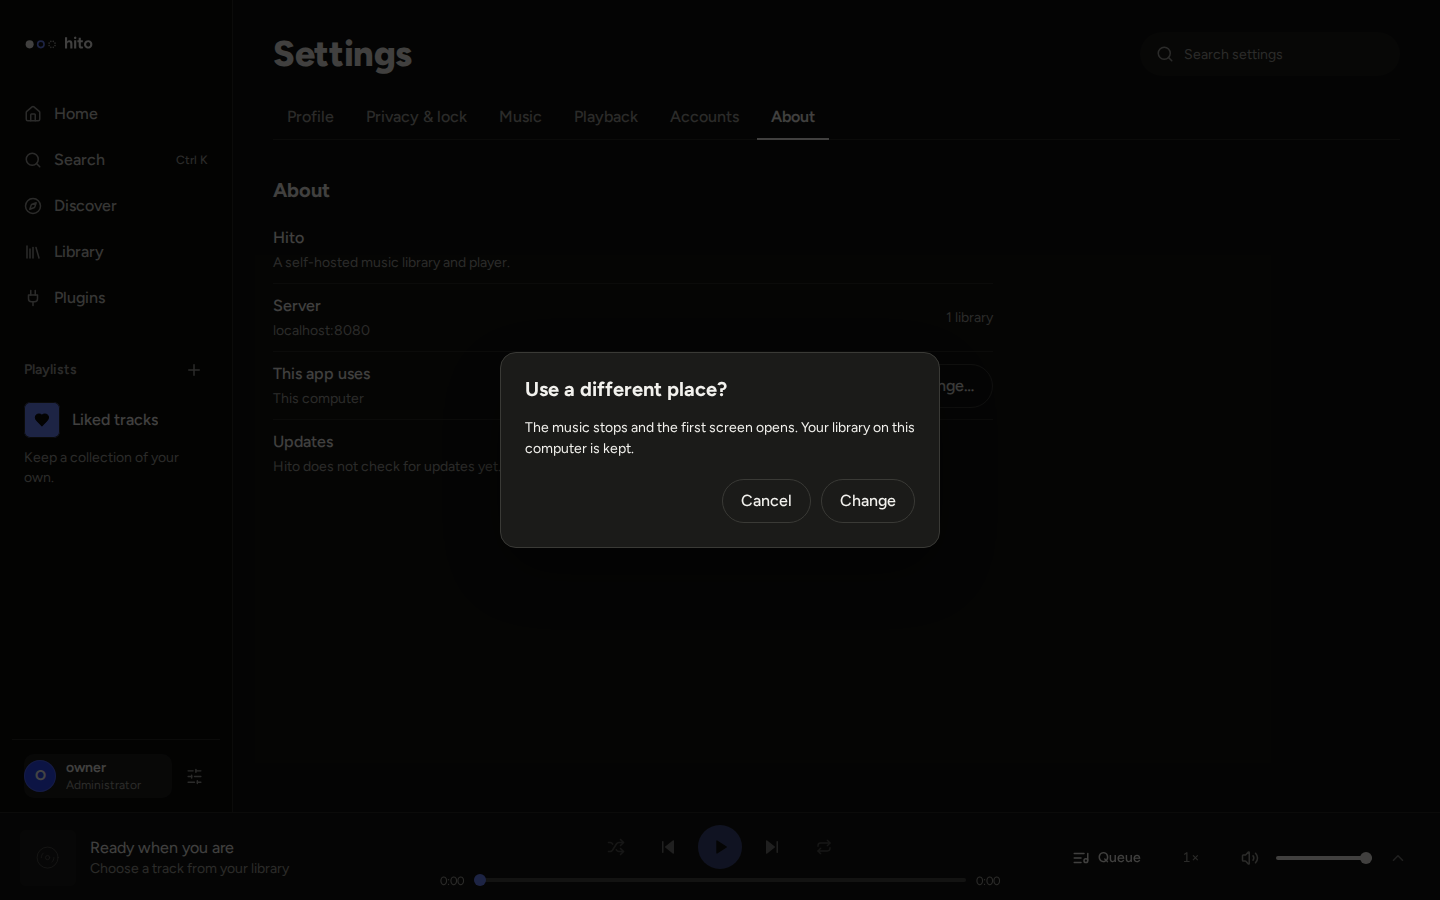 hito
Settings
Search settings
Home
Search
Ctrl K
Discover
Library
Plugins
Playlists
Liked tracks
Keep a collection of your
own.
owner
Administrator
O
Profile
Privacy & lock
Music
Playback
Accounts
About
About
Hito
A self-hosted music library and player.
Server
localhost:8080
1 library
This app uses
This computer
nge...
Updates
Hito does not check for updates yet.
Use a different place?
The music stops and the first screen opens. Your library on this
computer is kept.
Cancel
Change
Ready when you are
Choose a track from your library
0:00
0:00
Queue
1×